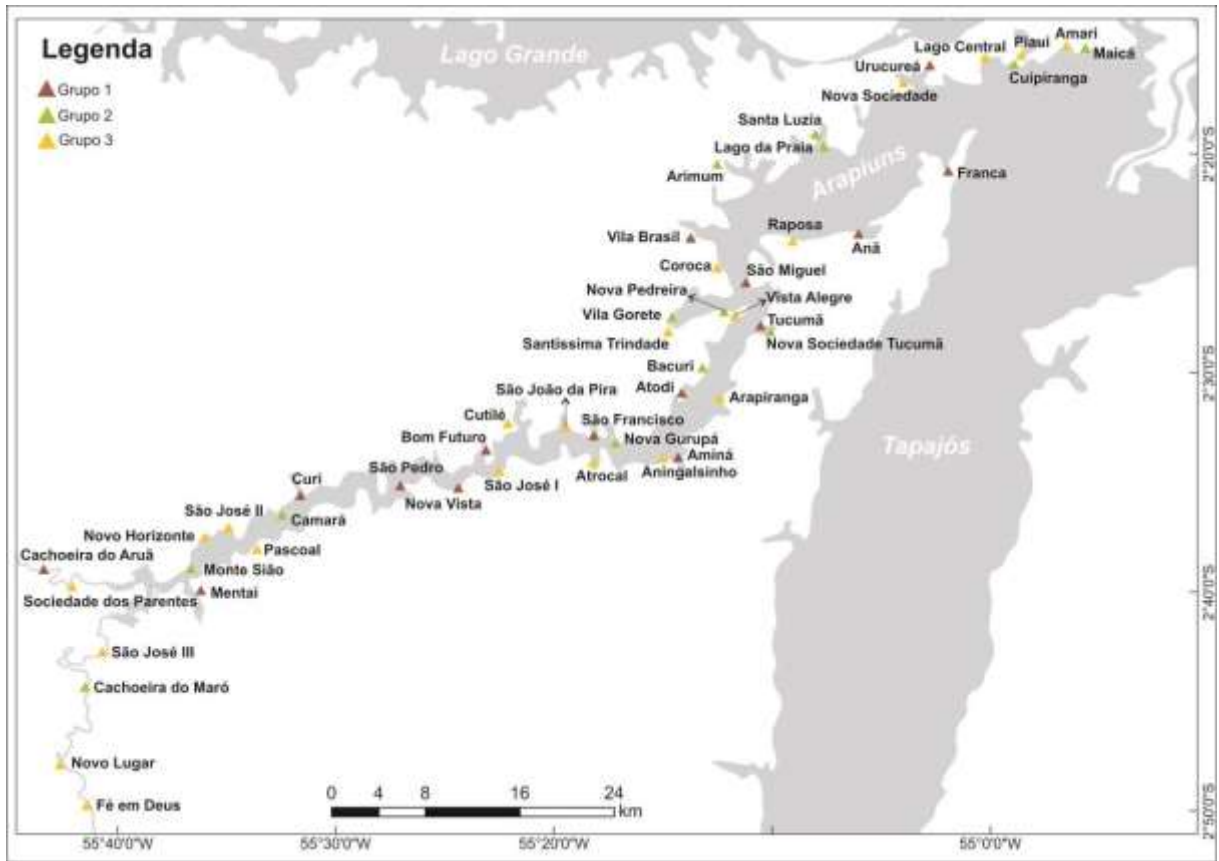 Legenda
Grupo 1
Grupo 2
Grupo 3
Lago Grande
Amari
Lago Central
Piaui
Maicá
Urucureá
Cuipiranga
Nova Sociedade
Santa Luzia
Lago da Praia
2°20'0"S
Arapiuns
Arimum
Franca
Raposa
Vila Brasil
Anã
Coroca
São Miguel
Nova Pedreira
Vista Alegre
Vila Gorete
Tucumã
Santissima Trindade
Nova Sociedade Tucumã
Bacuri
2°30'0"S
São João da Pira
Atodi
Arapiranga
Cutilé
São Francisco
Bom Futuro
Nova Gurupá
Tapajós
Aminá
São Pedro
Aningalsinho
Curi
Atrocal
São José I
Nova Vista
São José II
Camará
Novo Horizonte
Pascoal
Cachoeira do Aruã
Monte Sião
Mentai
Sociedade dos Parentes
2°40'0"S
São José III
Cachoeira do Maró
Novo Lugar
0 4 8 16 24
km
Fé em Deus
2°50'0"S
55°40'0"W 55°30'0"W 55°20'0"W 55°0'0"W